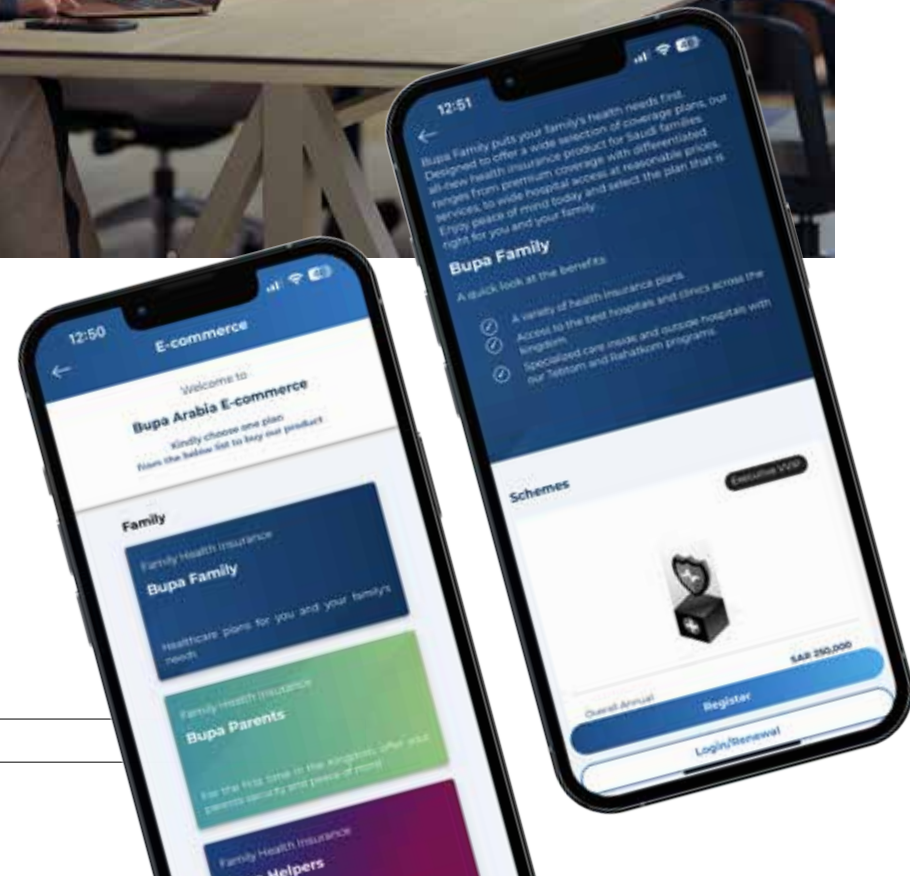 12:51
Bupa Family puts your family's health needs first.
Designed to offer a wide selection of coverage plans, our
all-new health insurance product for Saudi families
ranges from premium coverage with differentiated
services, to wide hospital access at reasonable prices.
Enjoy peace of mind today and select the plan that is
right for you and your family.
Bupa Family
A quick look at the benefits
A variety of health insurance plans.
Access to the best hospitals and clinics across the
kingdom.
Specialized care inside and outside hospitals with
our Tebtom and Rahatkom programs.
Schemes
Executive VVIP
Overall Annual
SAR 250,000
Register
Login/Renewal
12:50
E-commerce
Welcome to
Bupa Arabia E-commerce
Kindly choose one plan
from the below list to buy our product
Family
Family Health Insurance
Bupa Family
Healthcare plans for you and your family's
needs
Family Health Insurance
Bupa Parents
For the first time in the kingdom, offer your
parents security and peace of mind
Family Health Insurance
Helpers